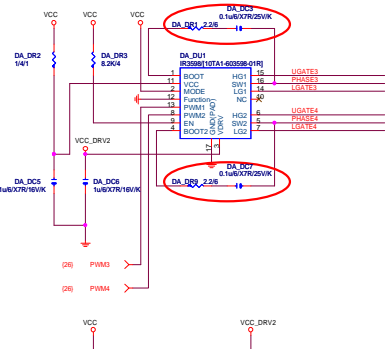 VCC VCC VCC
DA_DC3
0.1u/6/X7R/25V/K
DA_DR1 2.2/6
DA_DR2
1/4/1
DA_DR3
8.2K/4
DA_DU1
IR3598[10TA1-603598-01R]
1 BOOT HG1 15 UGATE3
11 VCC SW1 16 PHASE3
2 MODE LG1 14 LGATE3
12 Function NC 10
13 PWM1
8 PWM2 HG2 6 UGATE4
9 EN SW2 5 PHASE4
4 BOOT2 LG2 7 LGATE4
GND(PAD) VDRV
17 3
VCC_DRV2
DA_DC5
1u/6/X7R/16V/K
DA_DC6
1u/6/X7R/16V/K
DA_DC7
0.1u/6/X7R/25V/K
DA_DR9 2.2/6
(26) PWM3
(26) PWM4
VCC VCC_DRV2